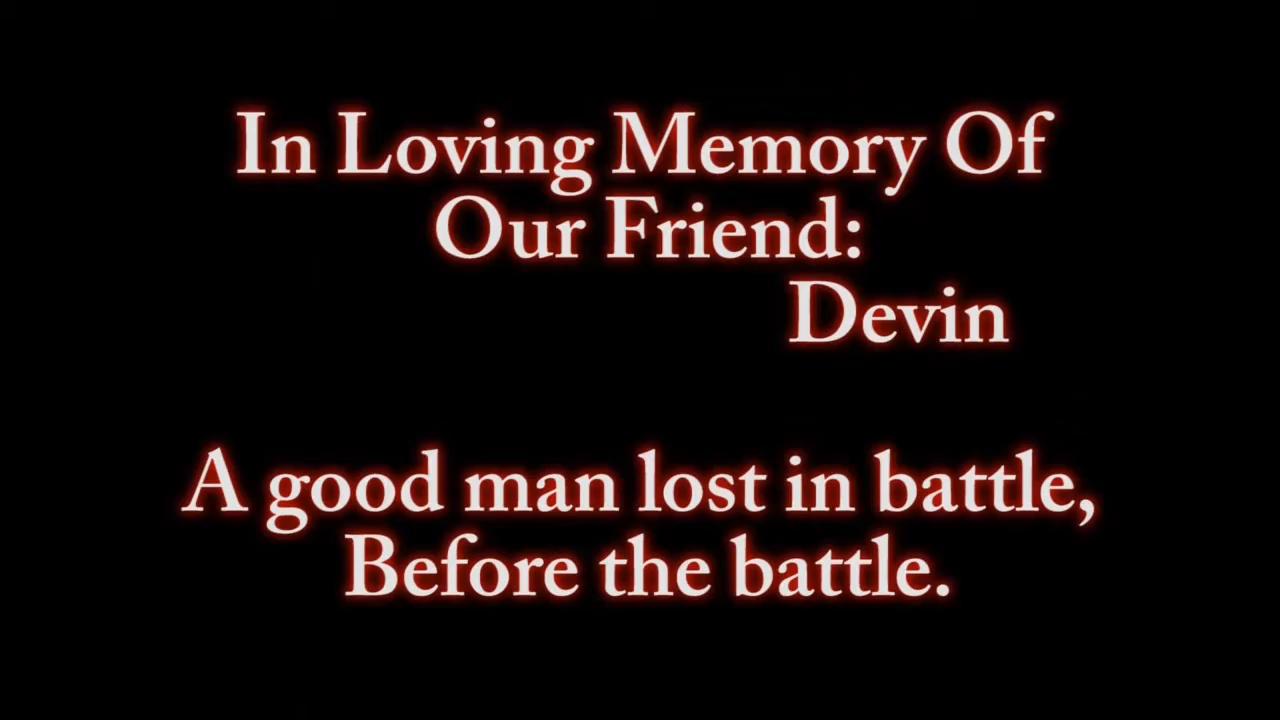 In Loving Memory Of
Our Friend:
Devin
A good man lost in battle,
Before the battle.